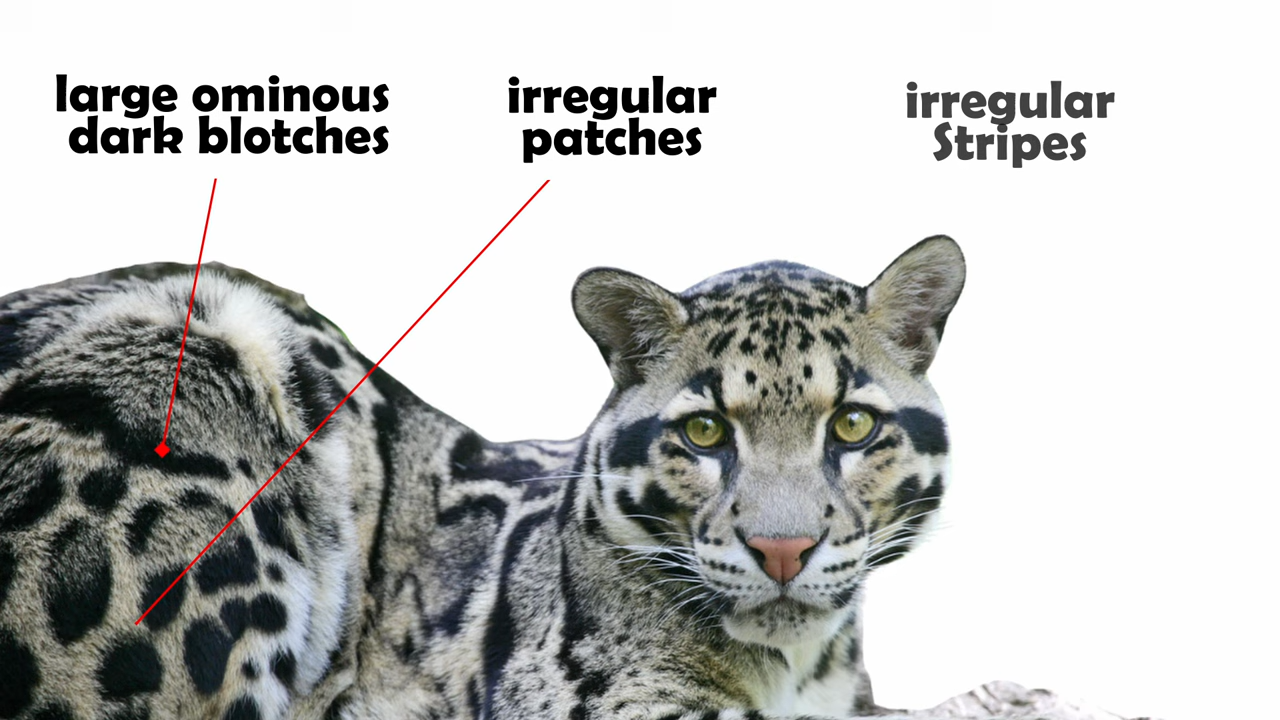 large ominous
dark blotches
irregular
patches
irregular
Stripes